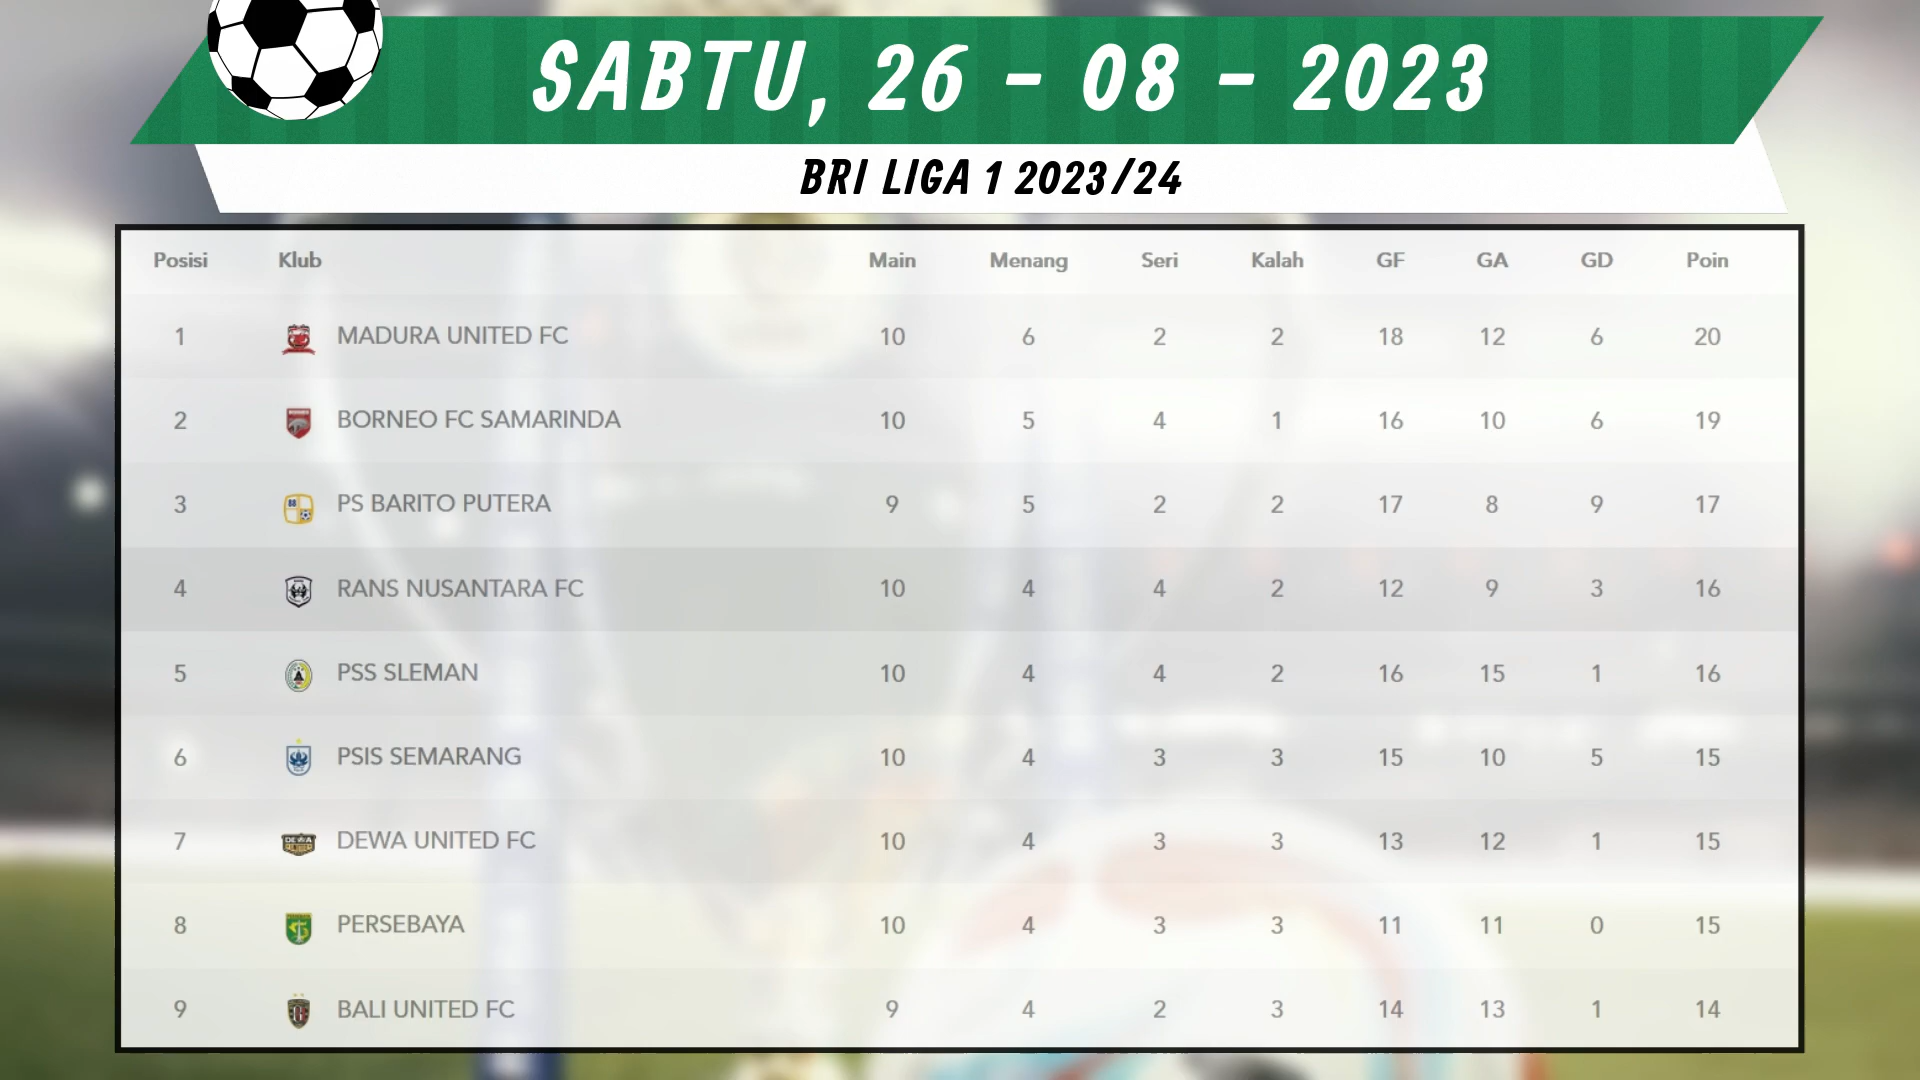 SABTU, 26 - 08 - 2023
BRI LIGA 1 2023/24
Posisi Klub Main Menang Seri Kalah GF GA GD Poin
1 MADURA UNITED FC 10 6 2 2 18 12 6 20
2 BORNEO FC SAMARINDA 10 5 4 1 16 10 6 19
3 PS BARITO PUTERA 9 5 2 2 17 8 9 17
4 RANS NUSANTARA FC 10 4 4 2 12 9 3 16
5 PSS SLEMAN 10 4 4 2 16 15 1 16
6 PSIS SEMARANG 10 4 3 3 15 10 5 15
7 DEWA UNITED FC 10 4 3 3 13 12 1 15
8 PERSEBAYA 10 4 3 3 11 11 0 15
9 BALI UNITED FC 9 4 2 3 14 13 1 14